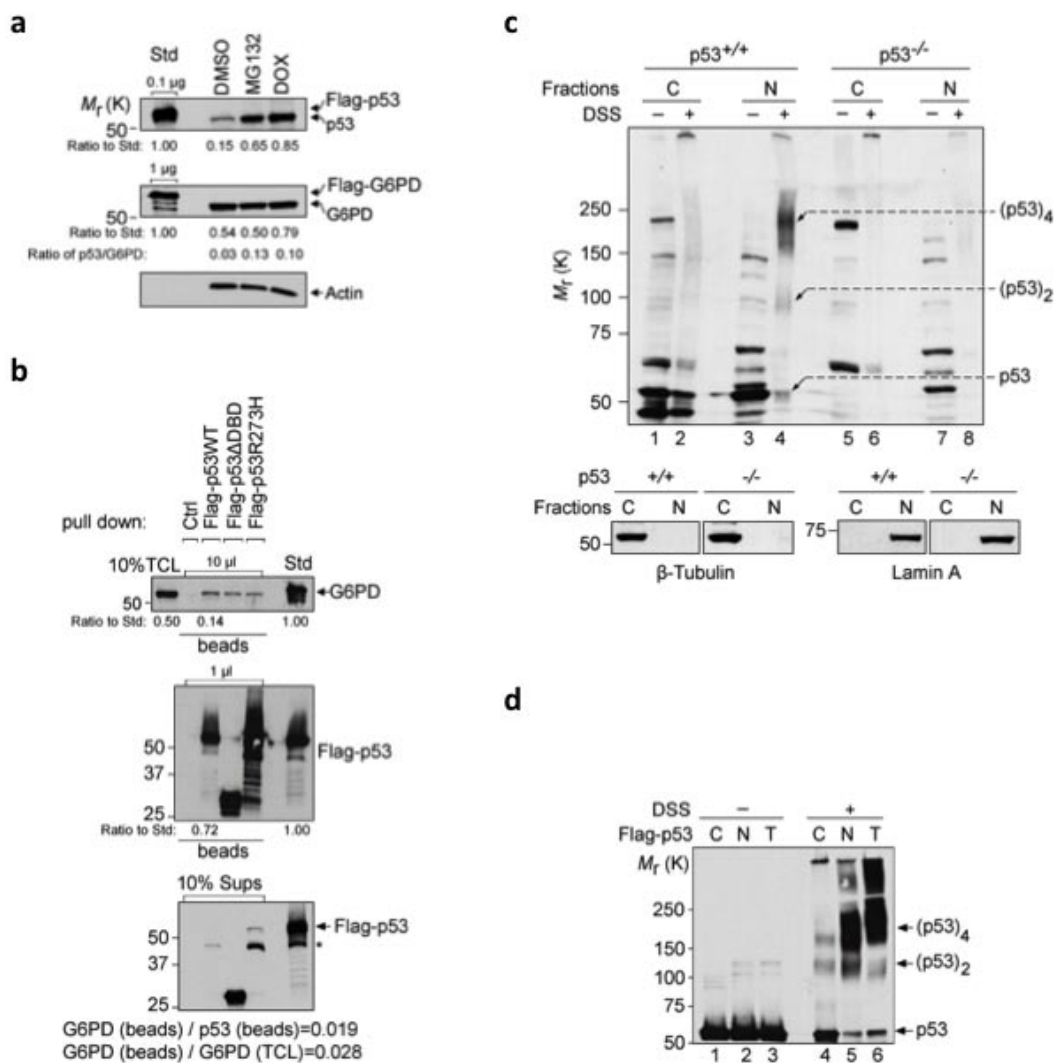 a
Std
DMSO
MG132
DOX
0.1 µg
Mr (K)
Flag-p53
p53
50
Ratio to Std: 1.00 0.15 0.65 0.85
1 µg
Flag-G6PD
G6PD
50
Ratio to Std: 1.00 0.54 0.50 0.79
Ratio of p53/G6PD: 0.03 0.13 0.10
Actin
b
pull down:
Ctrl
Flag-p53WT
Flag-p53ΔDBD
Flag-p53R273H
10%TCL 10 µl Std
G6PD
50
Ratio to Std: 0.50 0.14 1.00
beads
1 µl
50
37
25
Flag-p53
Ratio to Std: 0.72 1.00
beads
10% Sups
Flag-p53
50
*
37
25
G6PD (beads) / p53 (beads)=0.019
G6PD (beads) / G6PD (TCL)=0.028
c
p53+/+ p53-/-
Fractions C N C N
DSS − + − + − + − +
Mr (K)
250
150
100
75
50
(p53)4
(p53)2
p53
1 2 3 4 5 6 7 8
p53 +/+ -/- +/+ -/-
Fractions C N C N C N C N
50
75
β-Tubulin Lamin A
d
DSS − +
Flag-p53 C N T C N T
Mr (K)
250
150
100
75
50
(p53)4
(p53)2
p53
1 2 3 4 5 6